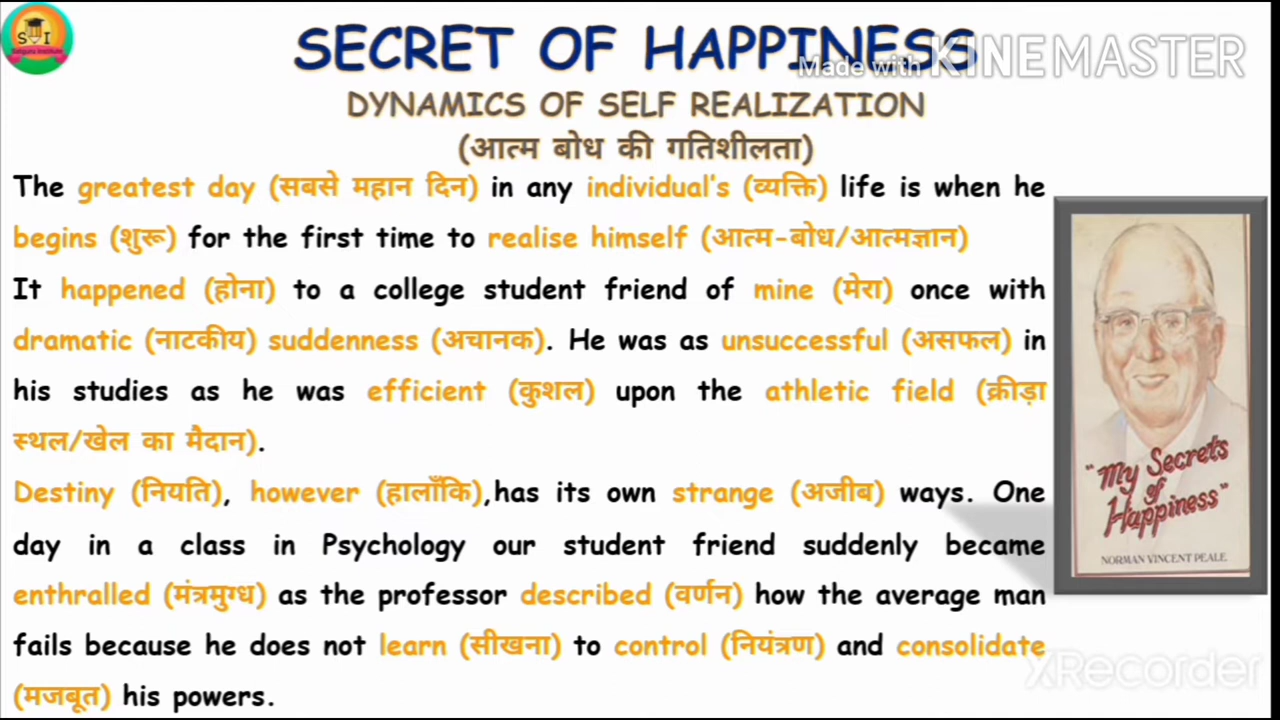 SVI
Satguru Institute
SECRET OF HAPPINESS
Made with KINEMASTER
DYNAMICS OF SELF REALIZATION
(आत्म बोध की गतिशीलता)
The greatest day (सबसे महान दिन) in any individual's (व्यक्ति) life is when he
begins (शुरू) for the first time to realise himself (आत्म-बोध/आत्मज्ञान)
It happened (होना) to a college student friend of mine (मेरा) once with
dramatic (नाटकीय) suddenness (अचानक). He was as unsuccessful (असफल) in
his studies as he was efficient (कुशल) upon the athletic field (क्रीड़ा
स्थल/खेल का मैदान).
Destiny (नियति), however (हालाँकि),has its own strange (अजीब) ways. One
day in a class in Psychology our student friend suddenly became
enthralled (मंत्रमुग्ध) as the professor described (वर्णन) how the average man
fails because he does not learn (सीखना) to control (नियंत्रण) and consolidate
(मजबूत) his powers.
"My Secrets
of
Happiness"
NORMAN VINCENT PEALE
XRecorder